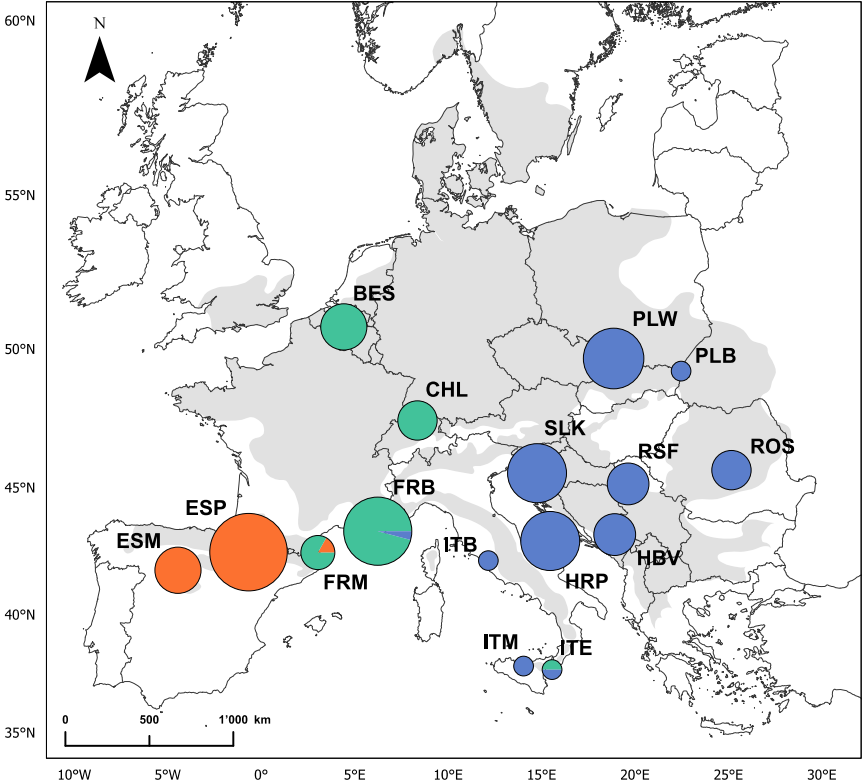 60°N
N
55°N
BES
PLW
50°N
PLB
CHL
SLK
RSF
ROS
45°N
FRB
ESP
ESM
ITB
HBV
FRM
HRP
40°N
ITM
ITE
0 500 1'000 km
35°N
10°W 5°W 0° 5°E 10°E 15°E 20°E 25°E 30°E